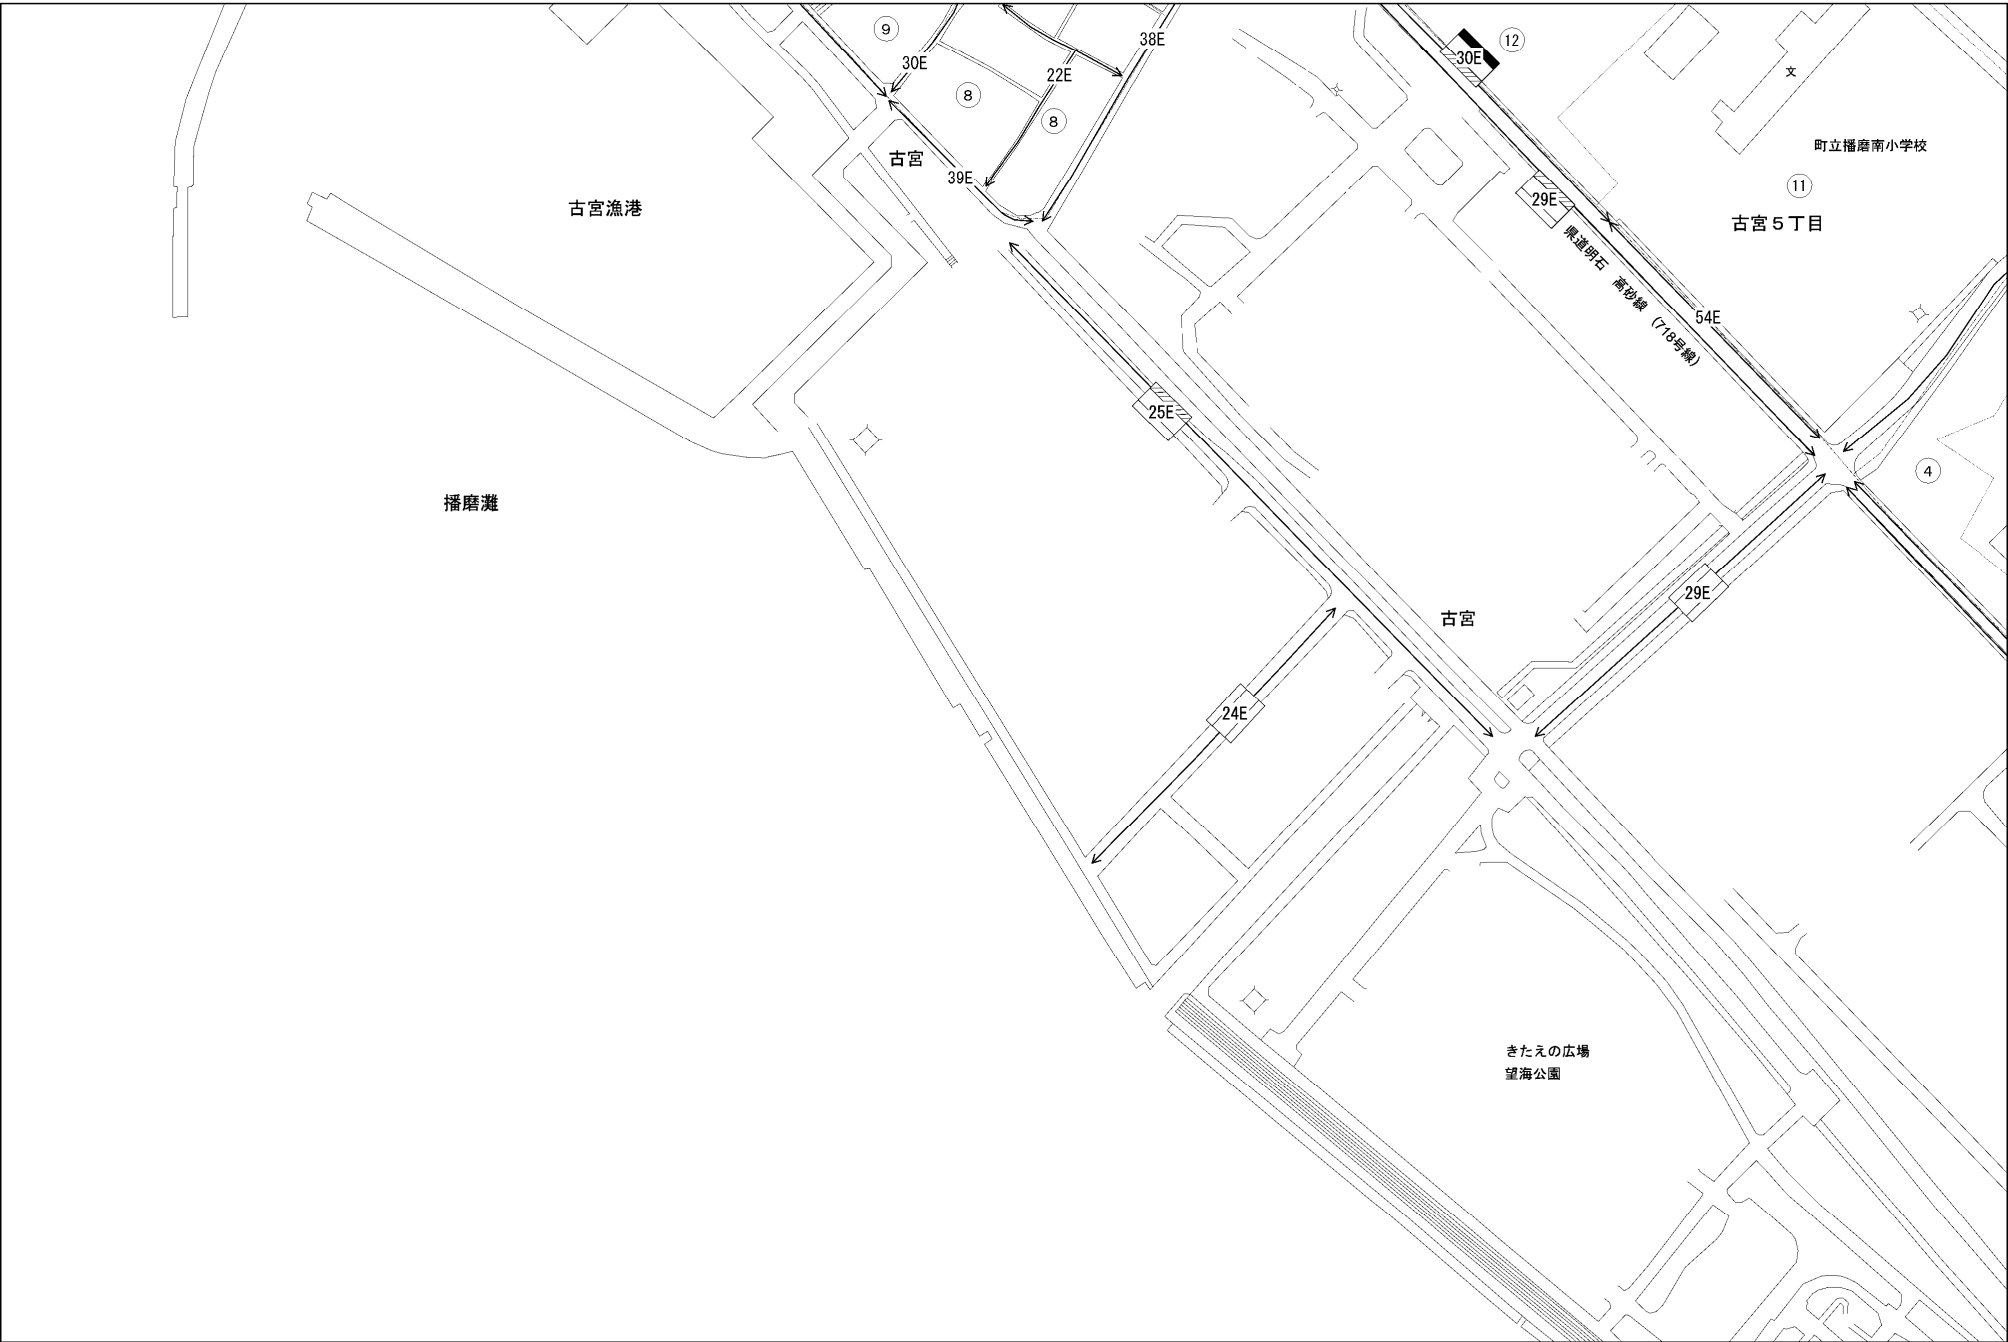 ⑨
38E
30E
⑫
30E
22E
文
⑧
⑧
町立播磨南小学校
古宮
39E
⑪
29E
古宮漁港
古宮５丁目
県道明石　高砂線　(718号線)
54E
25E
④
播磨灘
29E
古宮
24E
きたえの広場
望海公園